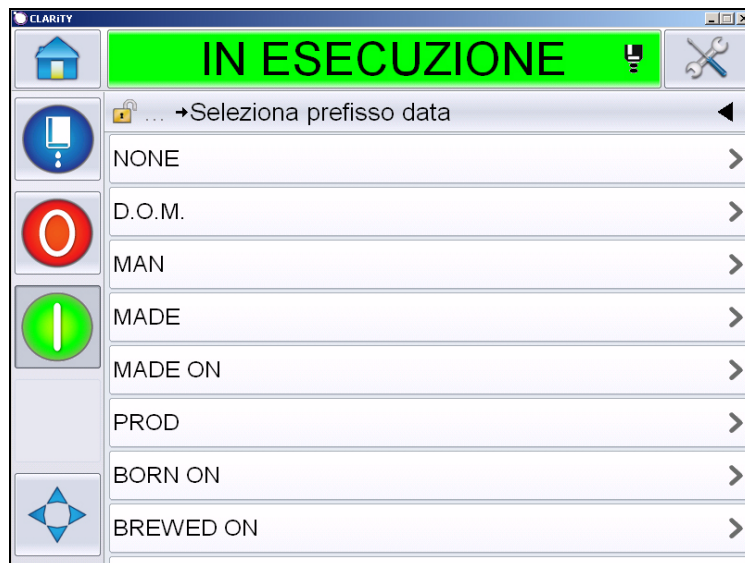 CLARiTY
IN ESECUZIONE
... →Seleziona prefisso data
NONE
D.O.M.
MAN
MADE
MADE ON
PROD
BORN ON
BREWED ON